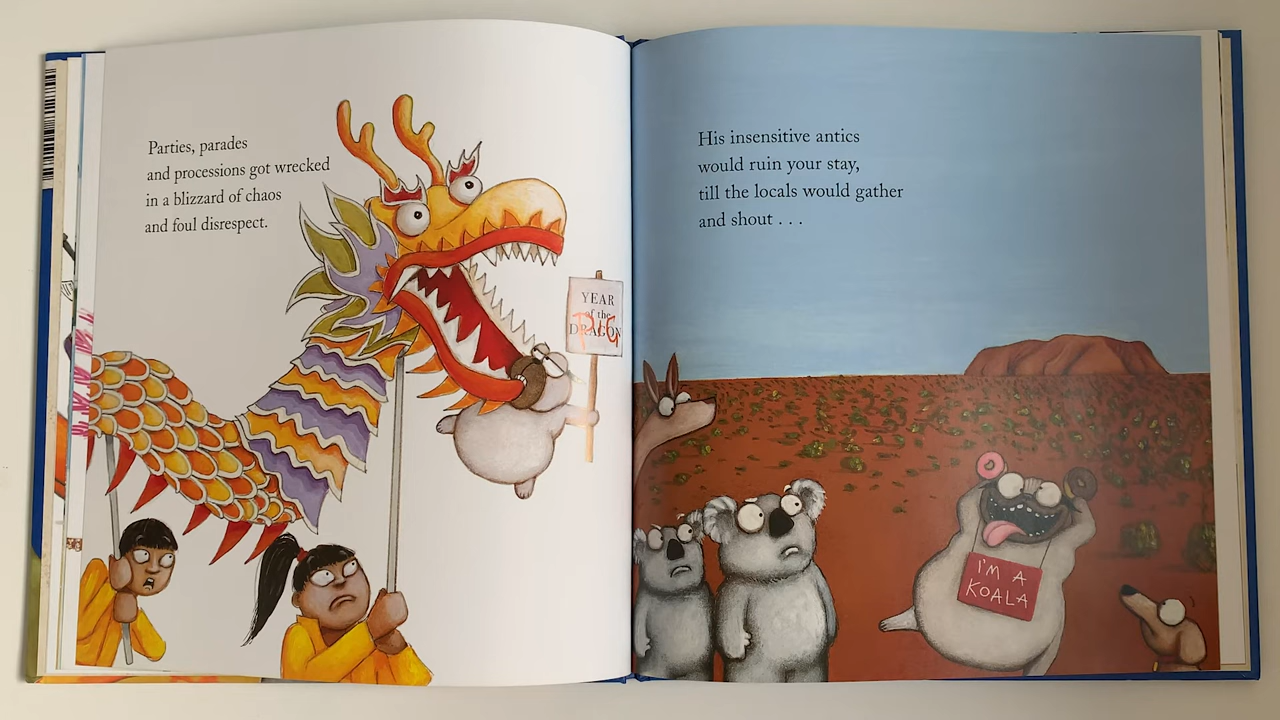 Parties, parades
and processions got wrecked
in a blizzard of chaos
and foul disrespect.
YEAR
of the
DRAGON
PIG
His insensitive antics
would ruin your stay,
till the locals would gather
and shout . . .
I'M A
KOALA